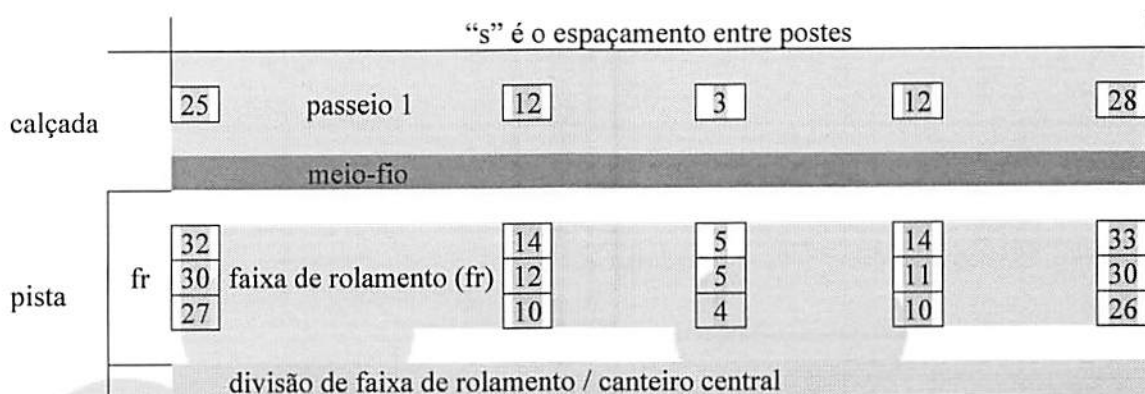 “s” é o espaçamento entre postes
calçada
25 passeio 1 12 3 12 28
meio-fio
32 14 5 14 33
pista fr 30 faixa de rolamento (fr) 12 5 11 30
27 10 4 10 26
divisão de faixa de rolamento / canteiro central